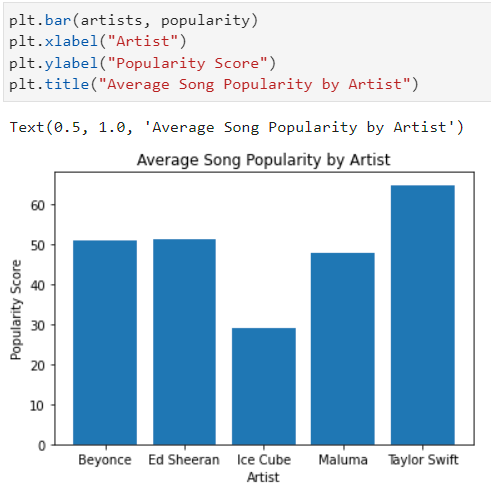 plt.bar(artists, popularity)
plt.xlabel("Artist")
plt.ylabel("Popularity Score")
plt.title("Average Song Popularity by Artist")
Text(0.5, 1.0, 'Average Song Popularity by Artist')
Average Song Popularity by Artist
60
50
40
30
20
10
0
Popularity Score
Beyonce Ed Sheeran Ice Cube Maluma Taylor Swift
Artist